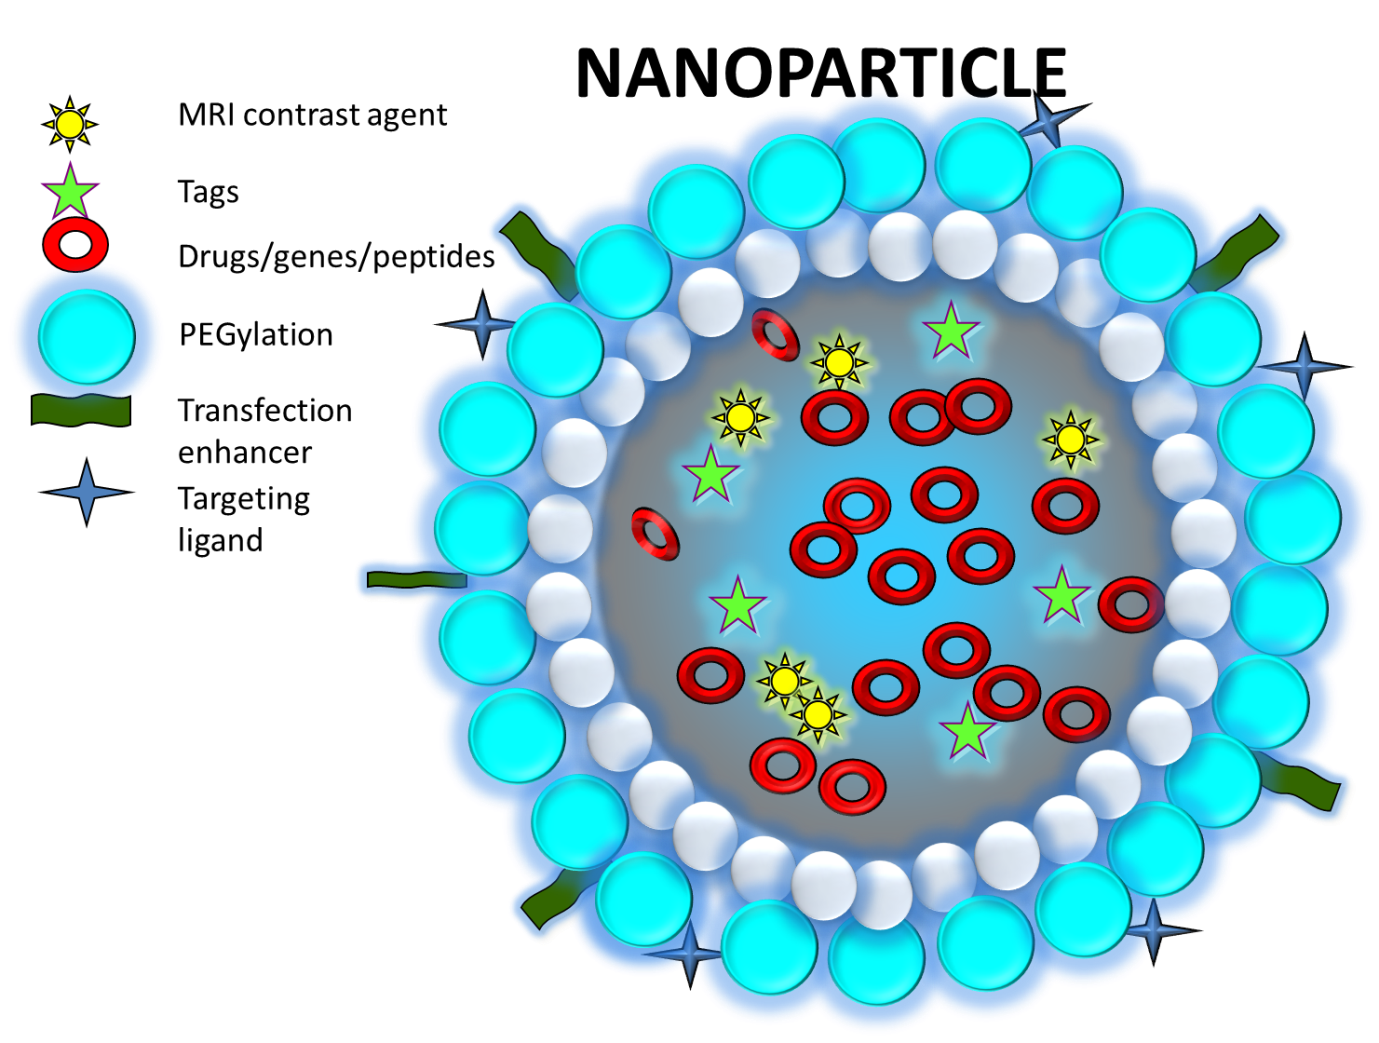 NANOPARTICLE
MRI contrast agent
Tags
Drugs/genes/peptides
PEGylation
Transfection
enhancer
Targeting
ligand